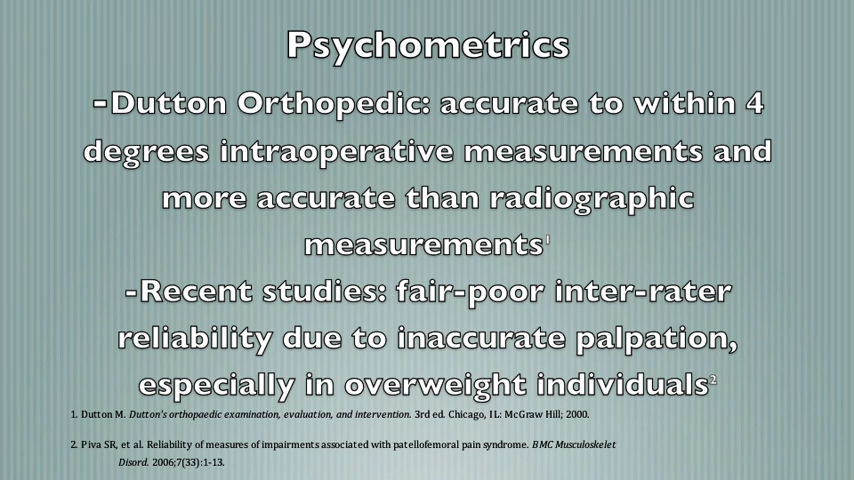 Psychometrics
-Dutton Orthopedic: accurate to within 4
degrees intraoperative measurements and
more accurate than radiographic
measurements1
-Recent studies: fair-poor inter-rater
reliability due to inaccurate palpation,
especially in overweight individuals2
1. Dutton M. Dutton's orthopaedic examination, evaluation, and intervention. 3rd ed. Chicago, IL: McGraw Hill; 2000.
2. Piva SR, et al. Reliability of measures of impairments associated with patellofemoral pain syndrome. BMC Musculoskelet
Disord. 2006;7(33):1-13.